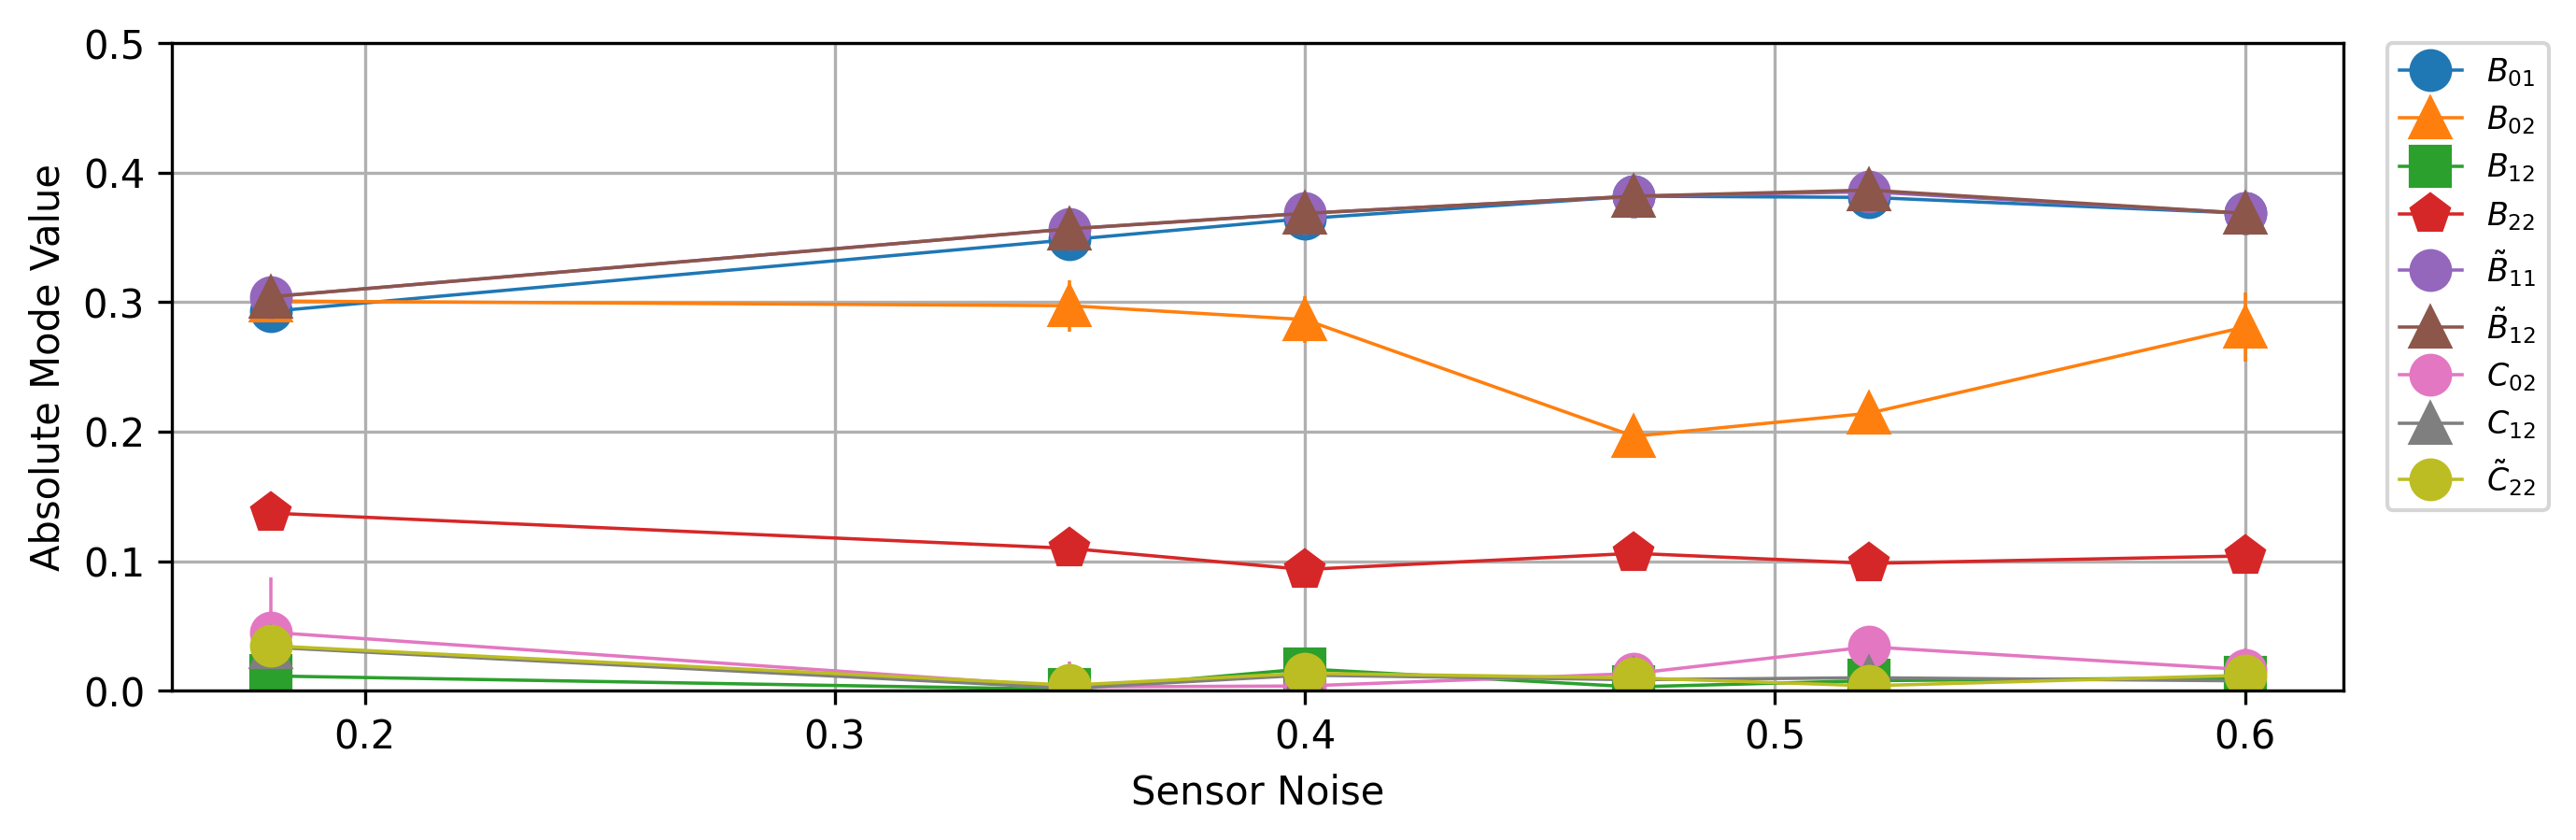 0.5
0.4
0.3
0.2
0.1
0.0
Absolute Mode Value
0.2 0.3 0.4 0.5 0.6
Sensor Noise
B₀₁
B₀₂
B₁₂
B₂₂
B̃₁₁
B̃₁₂
C₀₂
C₁₂
C̃₂₂